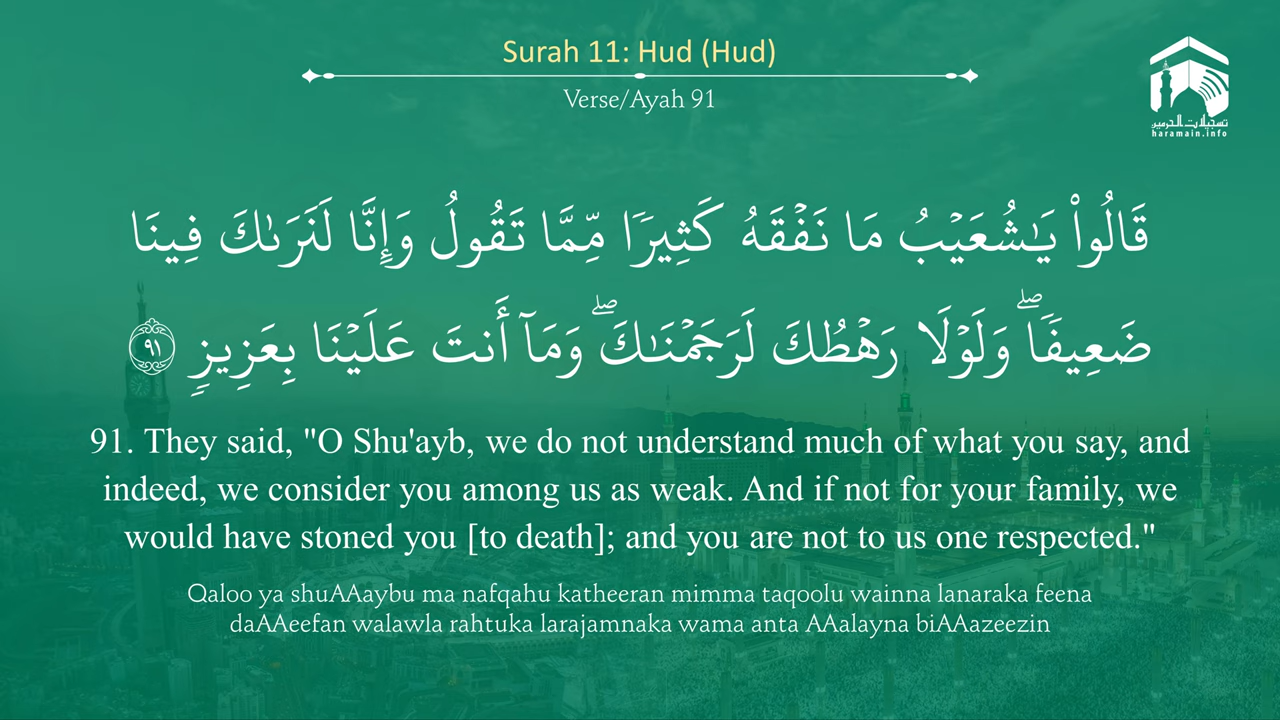 Surah 11: Hud (Hud)
Verse/Ayah 91
تسجيلات الحرمين
haramain.info
قَالُوا۟ يَـٰشُعَيْبُ مَا نَفْقَهُ كَثِيرًۭا مِّمَّا تَقُولُ وَإِنَّا لَنَرَىٰكَ فِينَا
ضَعِيفًۭا ۖ وَلَوْلَا رَهْطُكَ لَرَجَمْنَـٰكَ ۖ وَمَآ أَنتَ عَلَيْنَا بِعَزِيزٍۢ ٩١
91. They said, "O Shu'ayb, we do not understand much of what you say, and
indeed, we consider you among us as weak. And if not for your family, we
would have stoned you [to death]; and you are not to us one respected."
Qaloo ya shuAAaybu ma nafqahu katheeran mimma taqoolu wainna lanaraka feena
daAAeefan walawla rahtuka larajamnaka wama anta AAalayna biAAazeezin